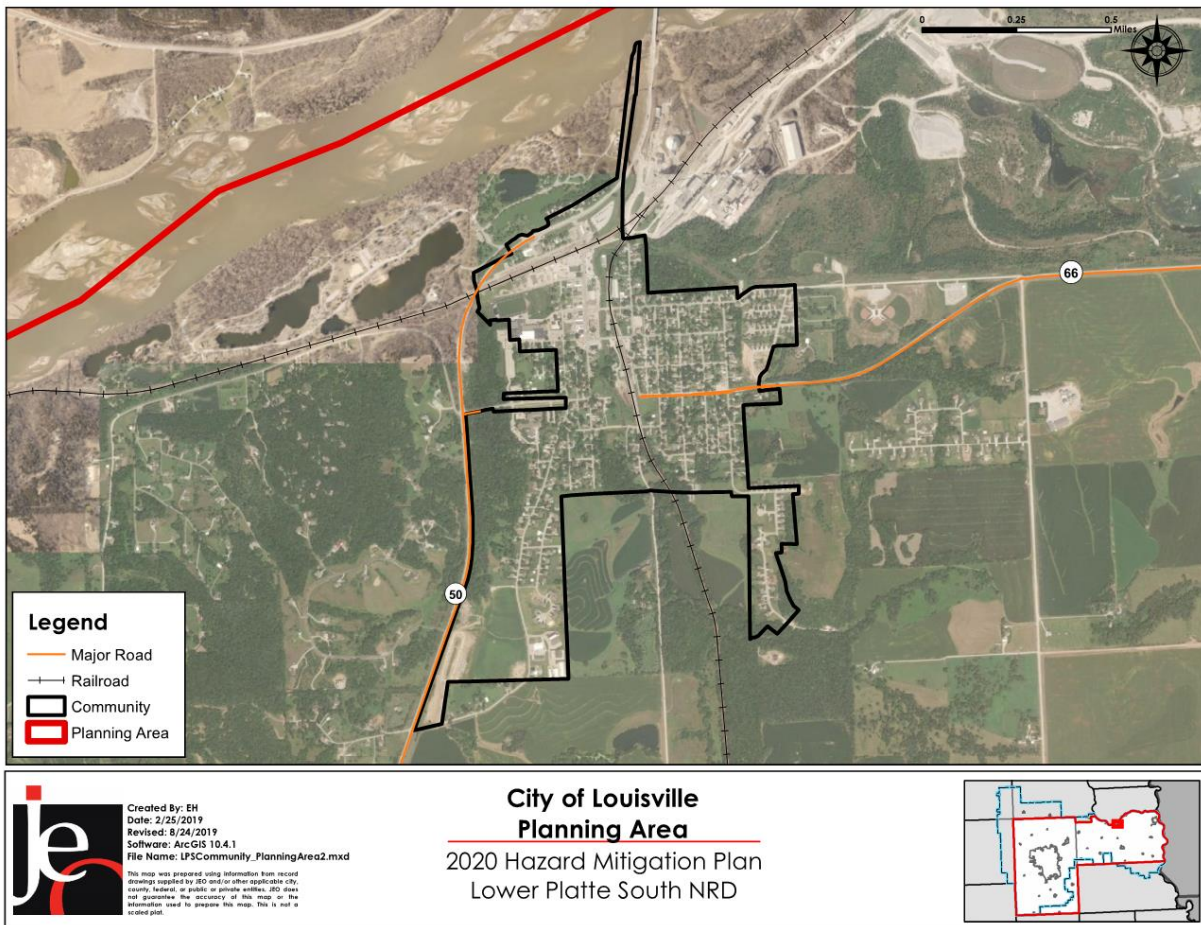 0 0.25 0.5
Miles
66
50
Legend
Major Road
Railroad
Community
Planning Area
je
Created By: EH
Date: 2/25/2019
Revised: 8/24/2019
Software: ArcGIS 10.4.1
File Name: LPSCommunity_PlanningArea2.mxd
This map was prepared using information from record
drawings supplied by JEO and/or other applicable city,
county, federal, or public or private entities. JEO does
not guarantee the accuracy of this map or the
information used to prepare this map. This is not a
scaled plat.
City of Louisville
Planning Area
2020 Hazard Mitigation Plan
Lower Platte South NRD